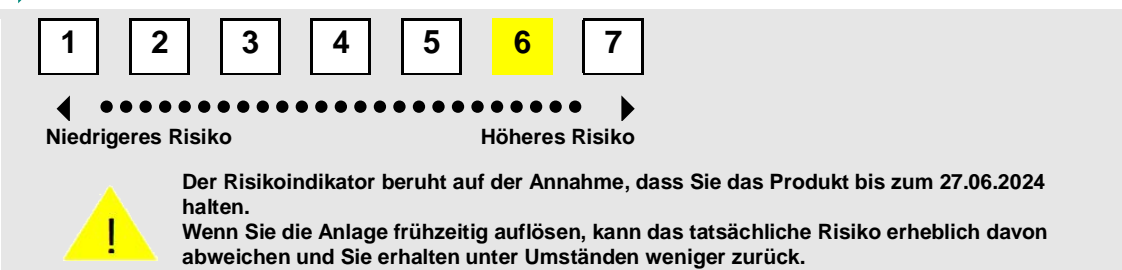 1 2 3 4 5 6 7
Niedrigeres Risiko Höheres Risiko
Der Risikoindikator beruht auf der Annahme, dass Sie das Produkt bis zum 27.06.2024
halten.
!
Wenn Sie die Anlage frühzeitig auflösen, kann das tatsächliche Risiko erheblich davon
abweichen und Sie erhalten unter Umständen weniger zurück.